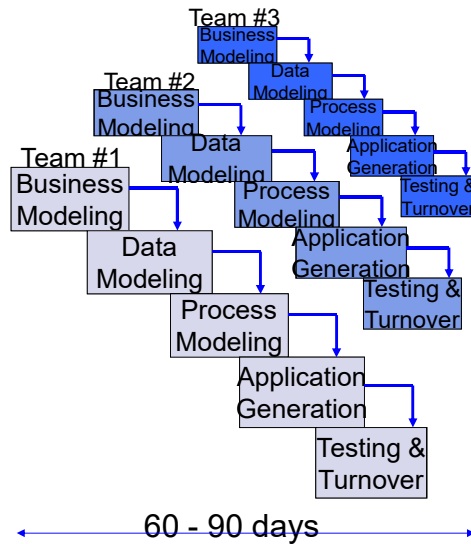 Team #3
Business
Modeling
Data
Modeling
Process
Modeling
Application
Generation
Testing &
Turnover
Team #2
Business
Modeling
Data
Modeling
Process
Modeling
Application
Generation
Testing &
Turnover
Team #1
Business
Modeling
Data
Modeling
Process
Modeling
Application
Generation
Testing &
Turnover
60 - 90 days